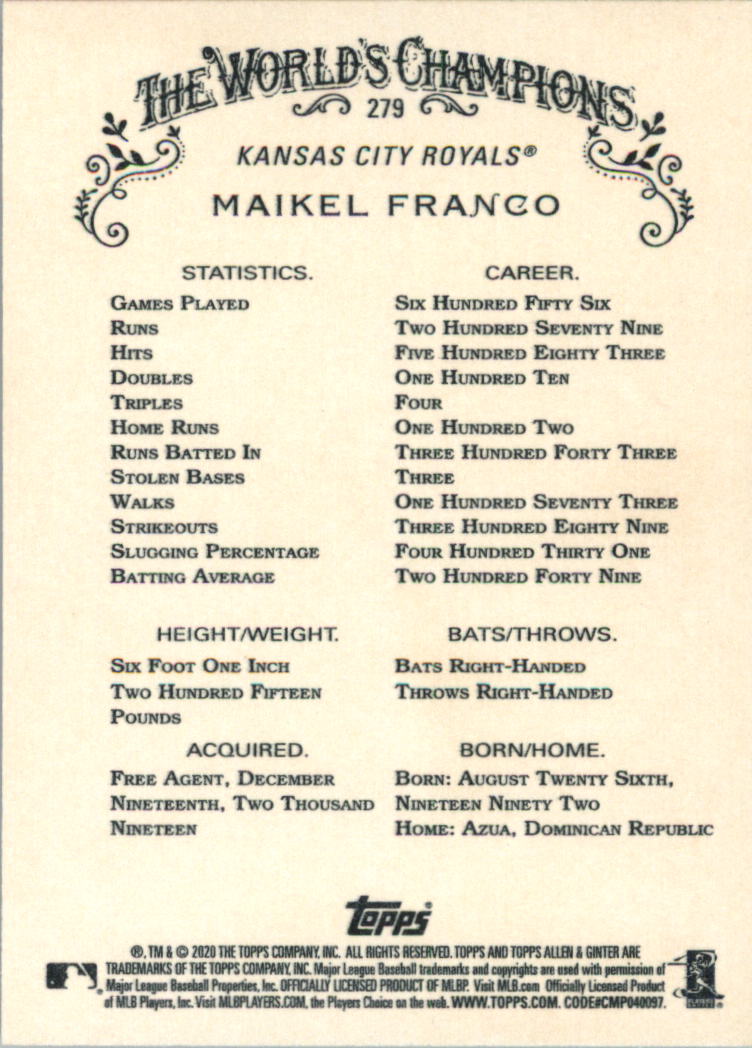 THE WORLD'S CHAMPIONS
279
KANSAS CITY ROYALS®
MAIKEL FRANCO
STATISTICS. CAREER.
GAMES PLAYED SIX HUNDRED FIFTY SIX
RUNS TWO HUNDRED SEVENTY NINE
HITS FIVE HUNDRED EIGHTY THREE
DOUBLES ONE HUNDRED TEN
TRIPLES FOUR
HOME RUNS ONE HUNDRED TWO
RUNS BATTED IN THREE HUNDRED FORTY THREE
STOLEN BASES THREE
WALKS ONE HUNDRED SEVENTY THREE
STRIKEOUTS THREE HUNDRED EIGHTY NINE
SLUGGING PERCENTAGE FOUR HUNDRED THIRTY ONE
BATTING AVERAGE TWO HUNDRED FORTY NINE
HEIGHT/WEIGHT.
SIX FOOT ONE INCH
TWO HUNDRED FIFTEEN
POUNDS
BATS/THROWS.
BATS RIGHT-HANDED
THROWS RIGHT-HANDED
ACQUIRED.
FREE AGENT, DECEMBER
NINETEENTH, TWO THOUSAND
NINETEEN
BORN/HOME.
BORN: AUGUST TWENTY SIXTH,
NINETEEN NINETY TWO
HOME: AZUA, DOMINICAN REPUBLIC
Topps®
®, TM & © 2020 THE TOPPS COMPANY, INC. ALL RIGHTS RESERVED. TOPPS AND TOPPS ALLEN & GINTER ARE
TRADEMARKS OF THE TOPPS COMPANY, INC. Major League Baseball trademarks and copyrights are used with permission of
Major League Baseball Properties, Inc. OFFICIALLY LICENSED PRODUCT OF MLBP. Visit MLB.com Officially Licensed Product
of MLB Players, Inc. Visit MLBPLAYERS.COM, the Players Choice on the web. WWW.TOPPS.COM. CODE#CMP040097.